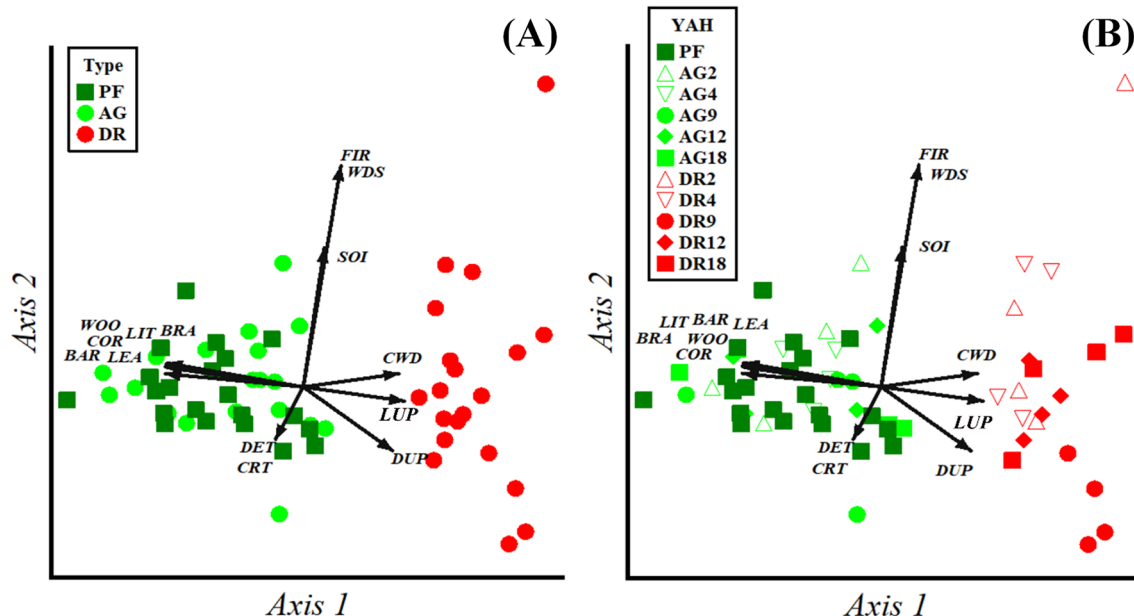 (A)
Type
PF
AG
DR
FIR
WDS
SOI
WOO
LIT BRA
COR
BAR LEA
CWD
LUP
DET
CRT
DUP
Axis 2
Axis 1
(B)
YAH
PF
AG2
AG4
AG9
AG12
AG18
DR2
DR4
DR9
DR12
DR18
FIR
WDS
SOI
LIT BAR LEA
BRA WOO
COR
CWD
LUP
DET
CRT
DUP
Axis 2
Axis 1